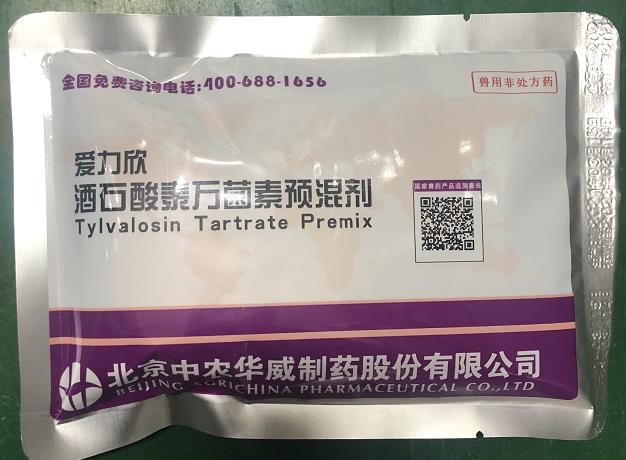 全国免费咨询电话:400-688-1656
兽用非处方药
爱力欣
酒石酸泰万菌素预混剂
Tylvalosin Tartrate Premix
国家兽药产品追溯查询
北京中农华威制药股份有限公司
BEIJING AGRICHINA PHARMACEUTICAL CO.,LTD